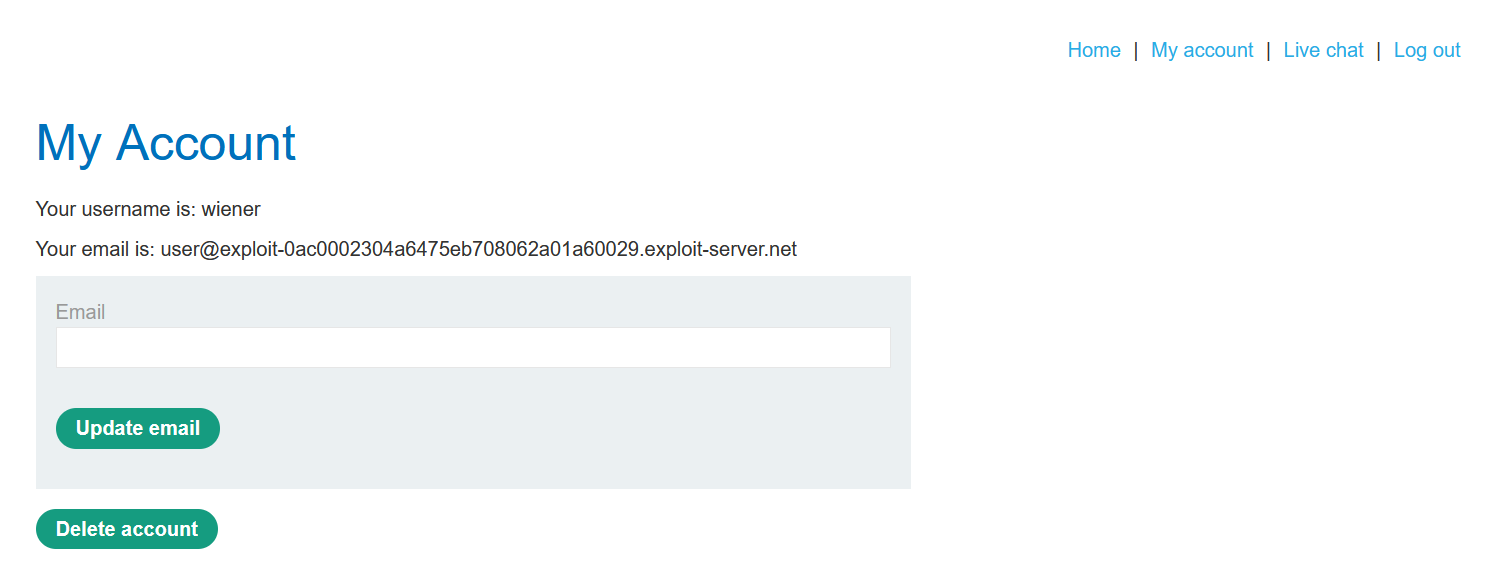 Home | My account | Live chat | Log out
My Account
Your username is: wiener
Your email is: user@exploit-0ac0002304a6475eb708062a01a60029.exploit-server.net
Email
Update email
Delete account